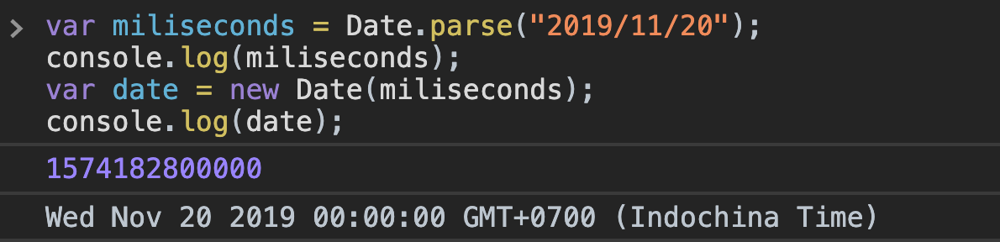 var miliseconds = Date.parse("2019/11/20");
console.log(miliseconds);
var date = new Date(miliseconds);
console.log(date);
1574182800000
Wed Nov 20 2019 00:00:00 GMT+0700 (Indochina Time)